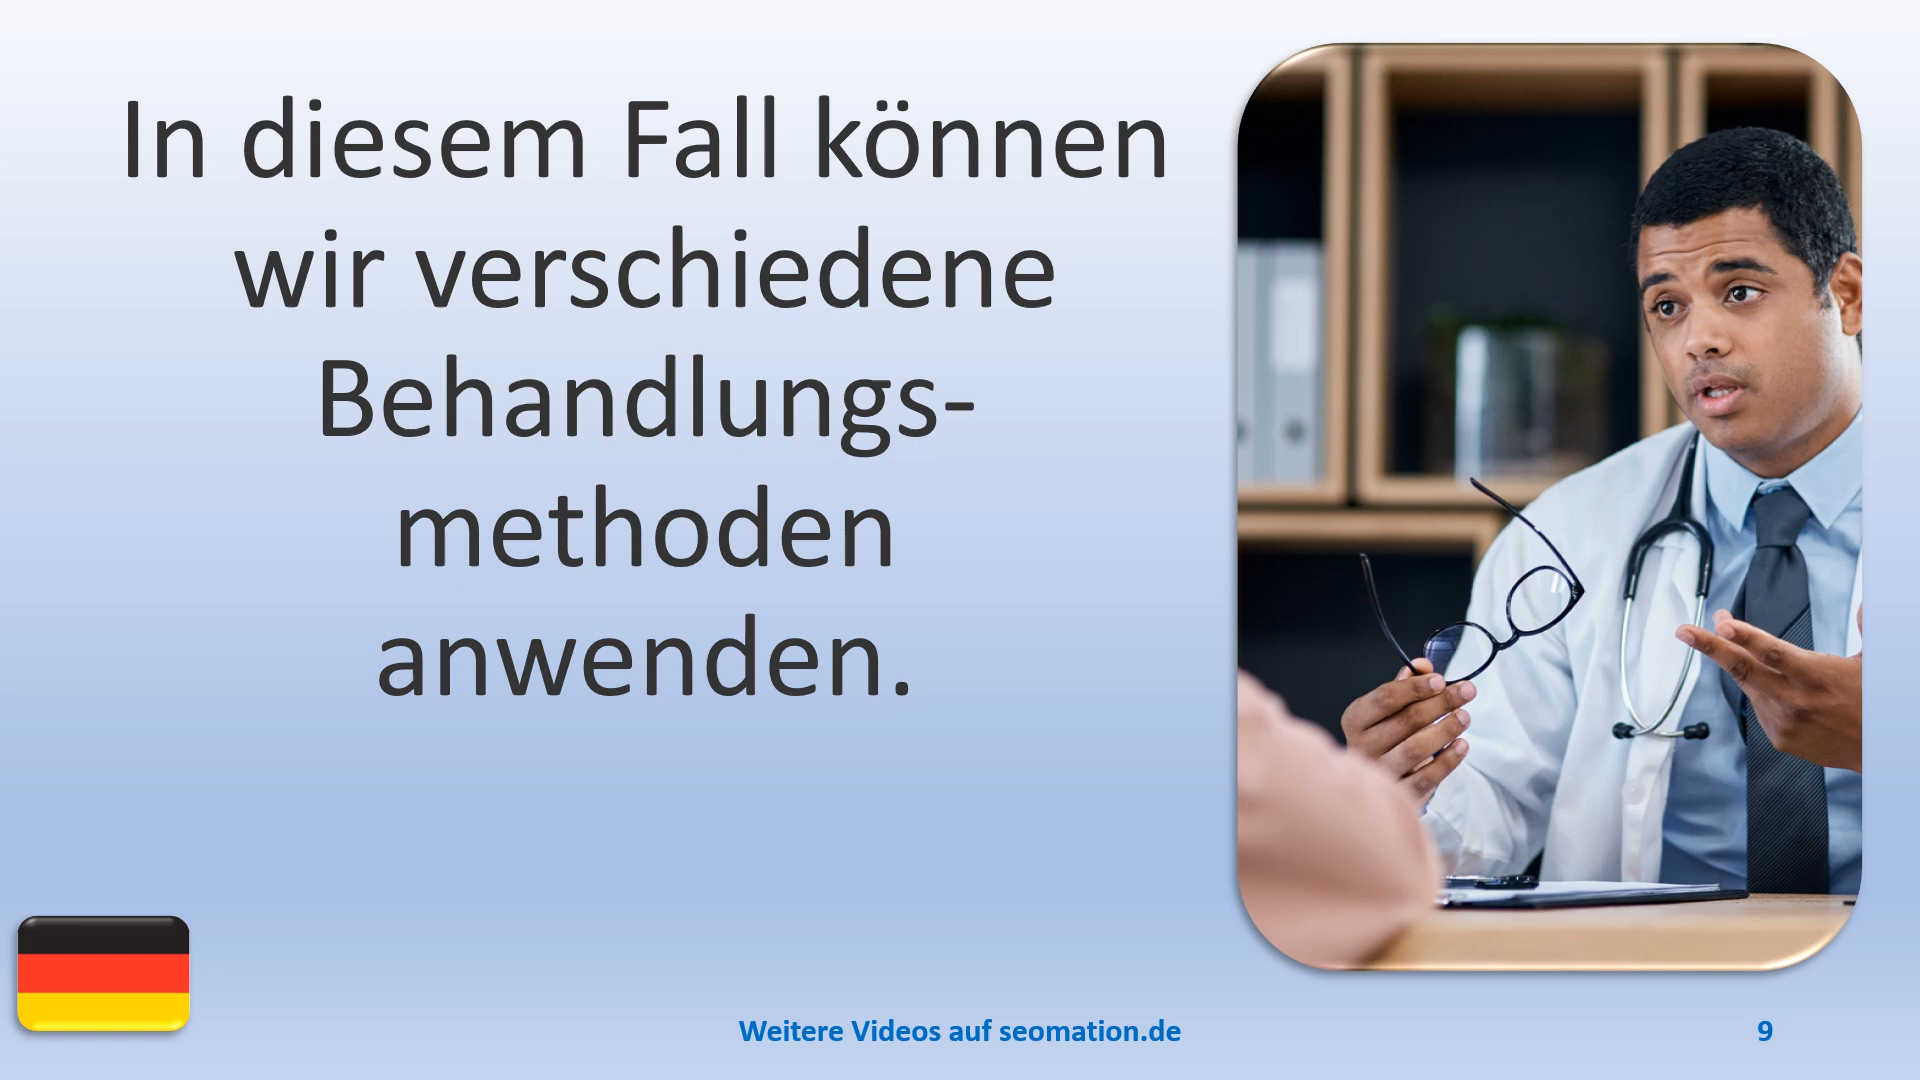 In diesem Fall können
wir verschiedene
Behandlungs-
methoden
anwenden.
Weitere Videos auf seomation.de
9